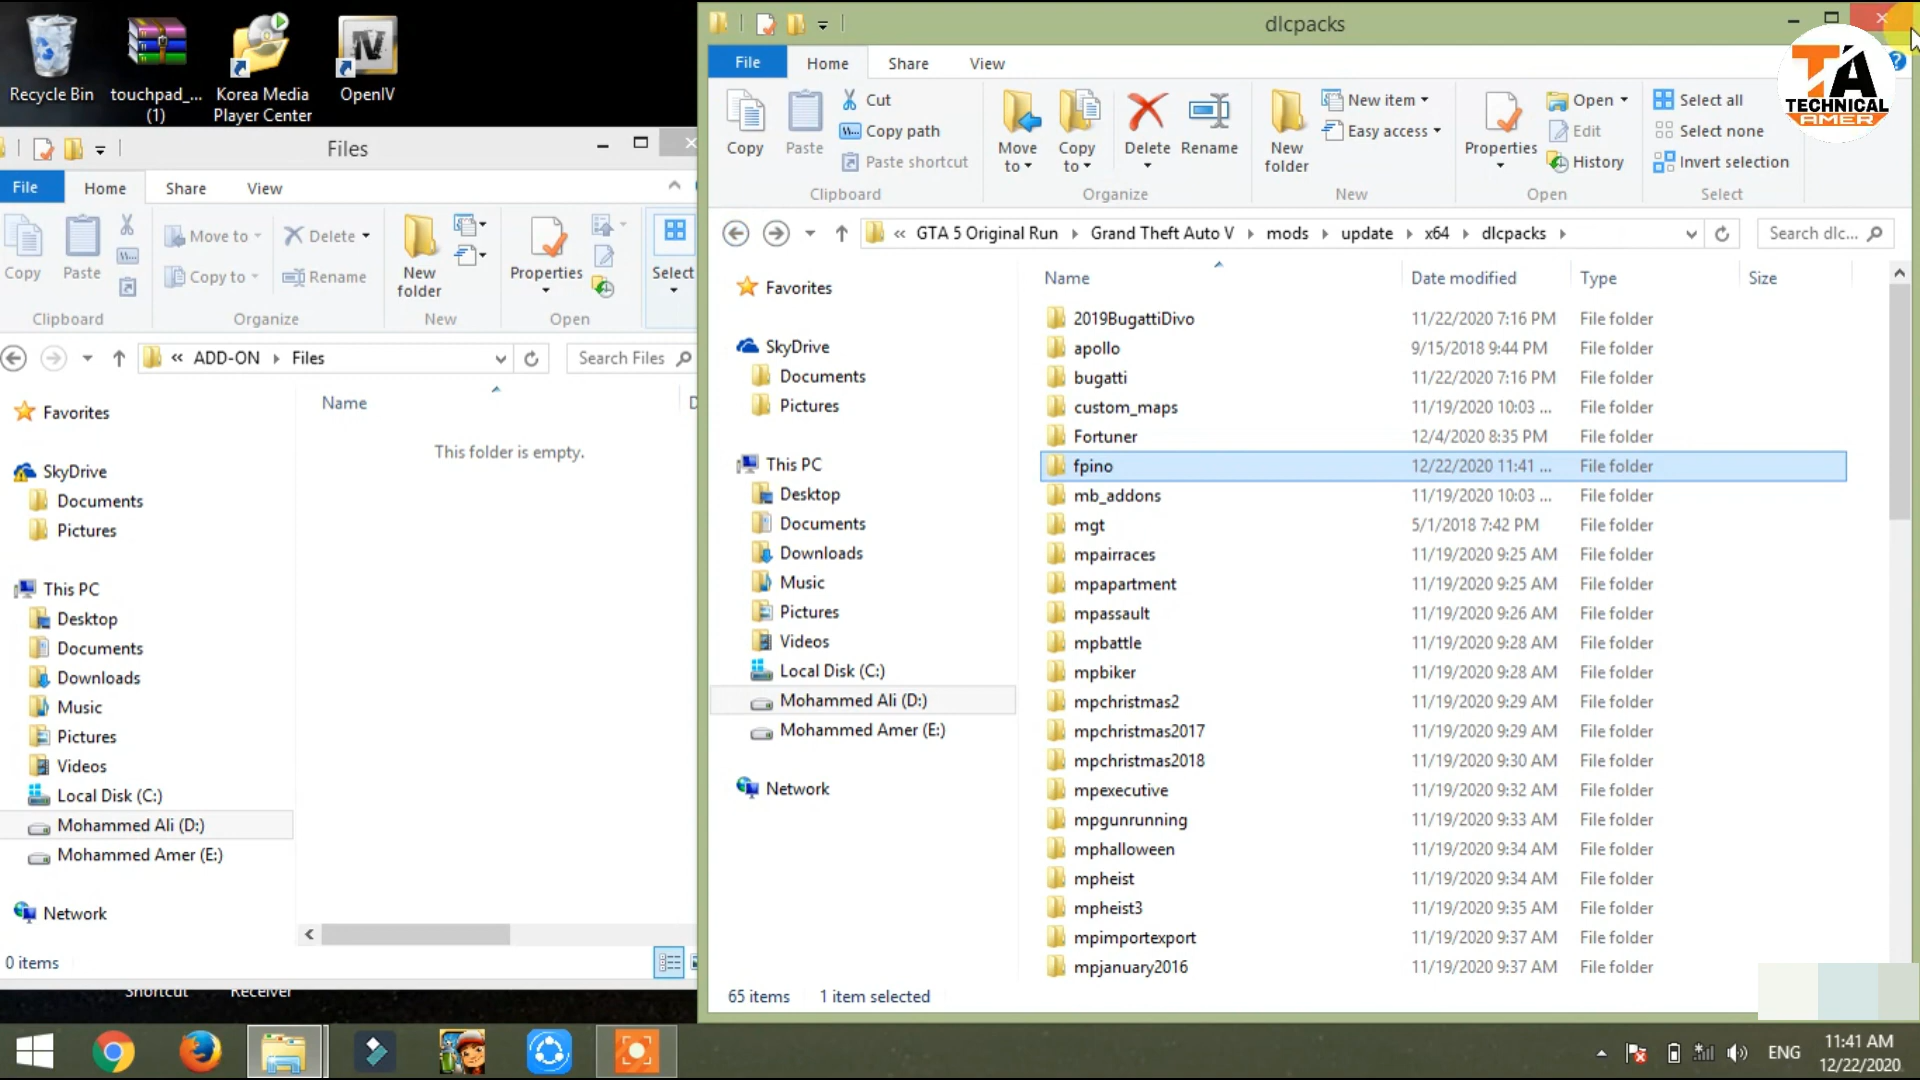 Recycle Bin
touchpad_... (1)
Korea Media Player Center
OpenIV
Files
File
Home
Share
View
Copy
Paste
Move to
Copy to
Delete
Rename
New folder
Properties
Select
Clipboard
Organize
New
Open
« ADD-ON Files
Search Files
Favorites
SkyDrive
Documents
Pictures
This PC
Desktop
Documents
Downloads
Music
Pictures
Videos
Local Disk (C:)
Mohammed Ali (D:)
Mohammed Amer (E:)
Network
Name
D
This folder is empty.
0 items
Shortcut
Receiver
dlcpacks
File
Home
Share
View
Copy
Paste
Cut
Copy path
Paste shortcut
Move to
Copy to
Delete
Rename
New folder
New item
Easy access
Properties
Open
Edit
History
Select all
Select none
Invert selection
Clipboard
Organize
New
Open
Select
TA
TECHNICAL
AMER
« GTA 5 Original Run Grand Theft Auto V mods update x64 dlcpacks
Search dlc...
Favorites
SkyDrive
Documents
Pictures
This PC
Desktop
Documents
Downloads
Music
Pictures
Videos
Local Disk (C:)
Mohammed Ali (D:)
Mohammed Amer (E:)
Network
Name Date modified Type Size
2019BugattiDivo 11/22/2020 7:16 PM File folder
apollo 9/15/2018 9:44 PM File folder
bugatti 11/22/2020 7:16 PM File folder
custom_maps 11/19/2020 10:03 ... File folder
Fortuner 12/4/2020 8:35 PM File folder
fpino 12/22/2020 11:41 ... File folder
mb_addons 11/19/2020 10:03 ... File folder
mgt 5/1/2018 7:42 PM File folder
mpairraces 11/19/2020 9:25 AM File folder
mpapartment 11/19/2020 9:25 AM File folder
mpassault 11/19/2020 9:26 AM File folder
mpbattle 11/19/2020 9:28 AM File folder
mpbiker 11/19/2020 9:28 AM File folder
mpchristmas2 11/19/2020 9:29 AM File folder
mpchristmas2017 11/19/2020 9:29 AM File folder
mpchristmas2018 11/19/2020 9:30 AM File folder
mpexecutive 11/19/2020 9:32 AM File folder
mpgunrunning 11/19/2020 9:33 AM File folder
mphalloween 11/19/2020 9:34 AM File folder
mpheist 11/19/2020 9:34 AM File folder
mpheist3 11/19/2020 9:35 AM File folder
mpimportexport 11/19/2020 9:37 AM File folder
mpjanuary2016 11/19/2020 9:37 AM File folder
65 items 1 item selected
ENG
11:41 AM
12/22/2020